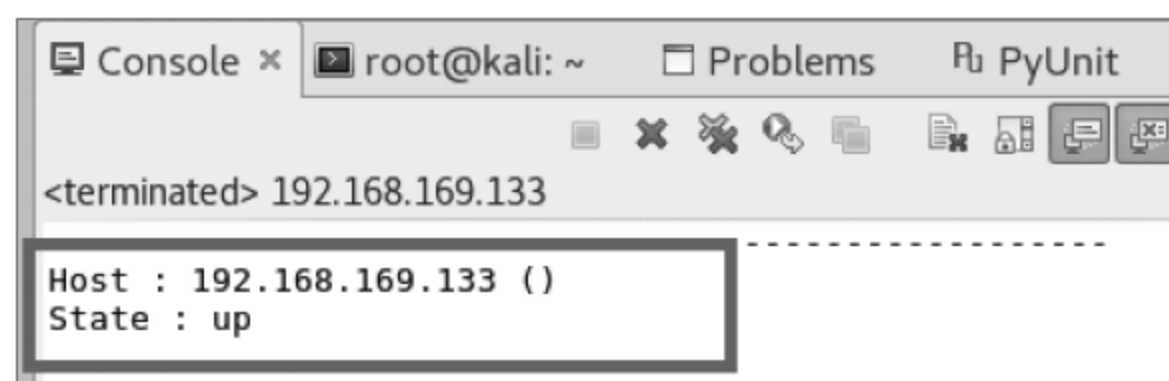 Console root@kali: ~ Problems PyUnit
<terminated> 192.168.169.133
-------------------
Host : 192.168.169.133 ()
State : up